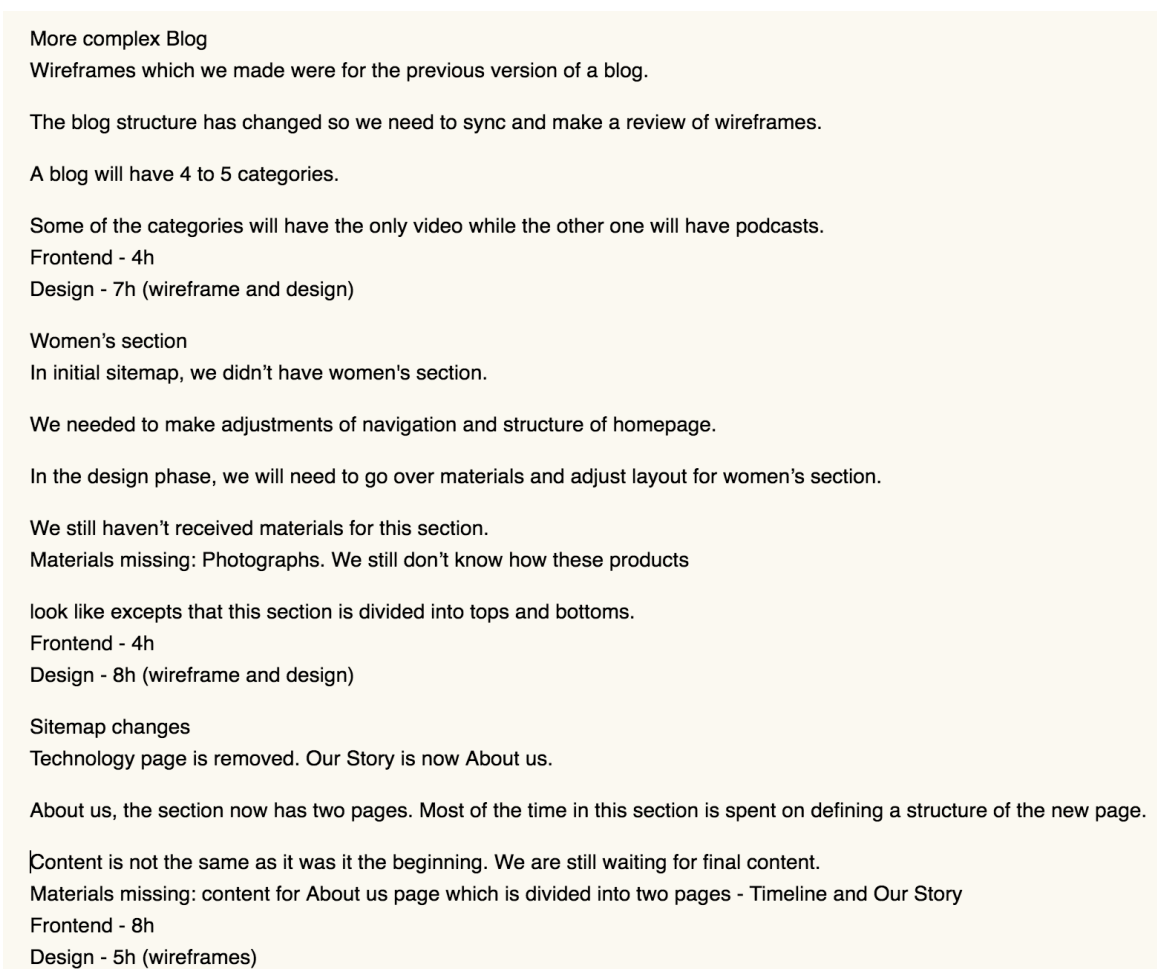 More complex Blog
Wireframes which we made were for the previous version of a blog.
The blog structure has changed so we need to sync and make a review of wireframes.
A blog will have 4 to 5 categories.
Some of the categories will have the only video while the other one will have podcasts.
Frontend - 4h
Design - 7h (wireframe and design)
Women’s section
In initial sitemap, we didn’t have women's section.
We needed to make adjustments of navigation and structure of homepage.
In the design phase, we will need to go over materials and adjust layout for women’s section.
We still haven’t received materials for this section.
Materials missing: Photographs. We still don’t know how these products
look like excepts that this section is divided into tops and bottoms.
Frontend - 4h
Design - 8h (wireframe and design)
Sitemap changes
Technology page is removed. Our Story is now About us.
About us, the section now has two pages. Most of the time in this section is spent on defining a structure of the new page.
Content is not the same as it was it the beginning. We are still waiting for final content.
Materials missing: content for About us page which is divided into two pages - Timeline and Our Story
Frontend - 8h
Design - 5h (wireframes)